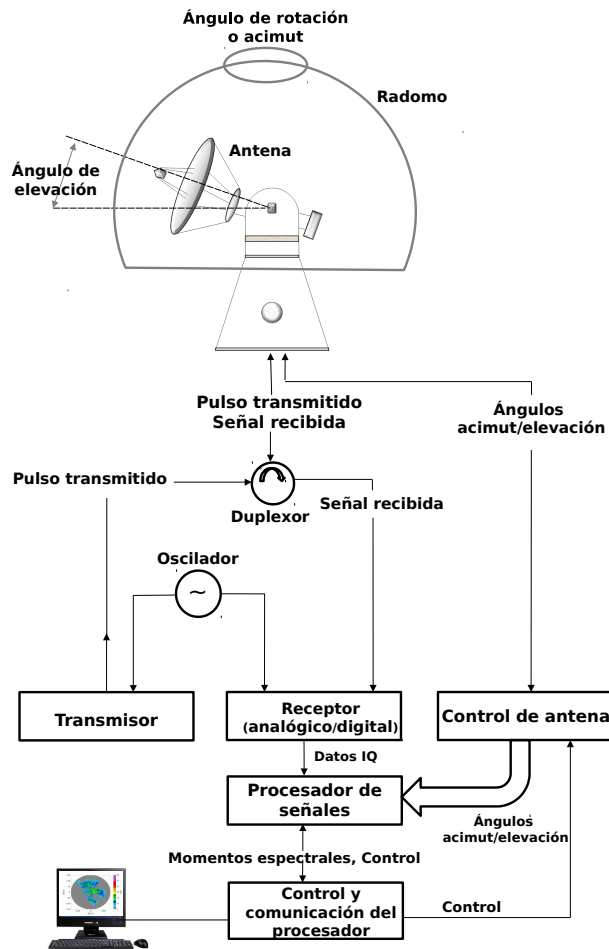 Ángulo de rotación
o acimut
Radomo
Antena
Ángulo de
elevación
Pulso transmitido
Señal recibida
Ángulos
acimut/elevación
Pulso transmitido
Duplexor
Señal recibida
Oscilador
~
Transmisor
Receptor
(analógico/digital)
Control de antena
Datos IQ
Procesador de
señales
Ángulos
acimut/elevación
Momentos espectrales, Control
Control y
comunicación del
procesador
Control